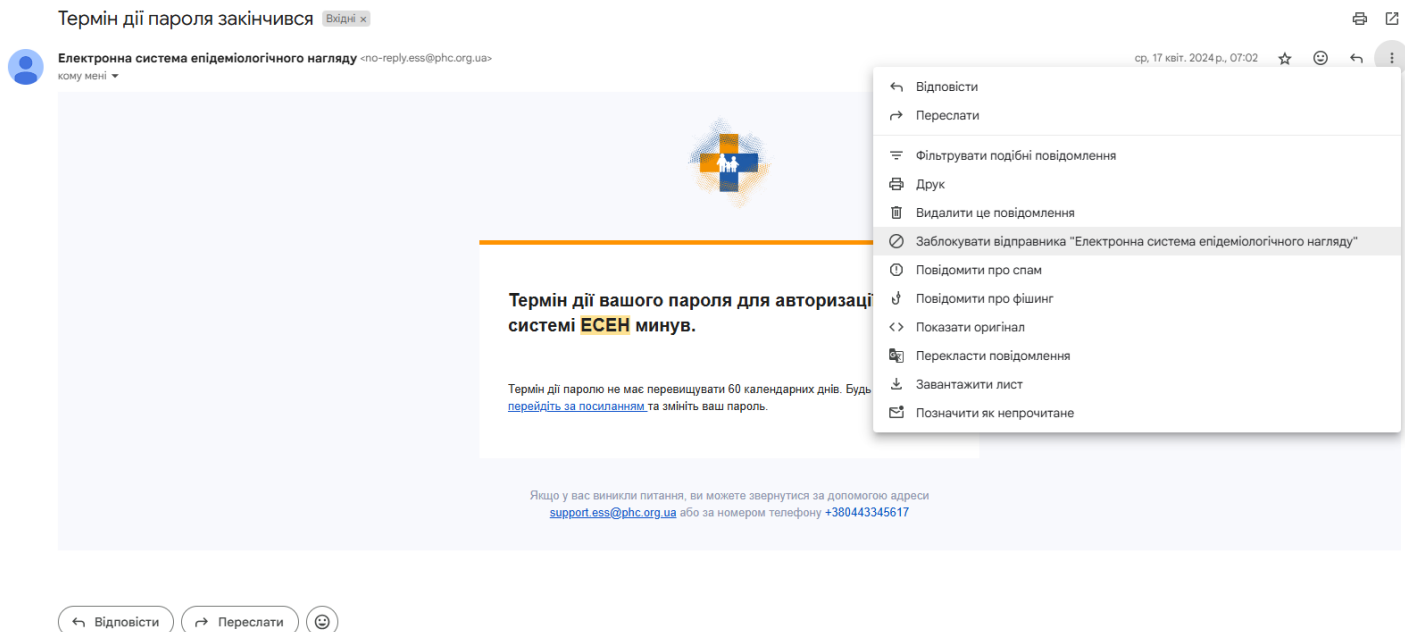 Термін дії пароля закінчився Вхідні ×
Електронна система епідеміологічного нагляду <no-reply.ess@phc.org.ua>
ср, 17 квіт. 2024 р., 07:02
кому мені
Відповісти
Переслати
Фільтрувати подібні повідомлення
Друк
Видалити це повідомлення
Заблокувати відправника "Електронна система епідеміологічного нагляду"
Повідомити про спам
Повідомити про фішинг
Показати оригінал
Перекласти повідомлення
Завантажити лист
Позначити як непрочитане
Термін дії вашого пароля для авторизації
системі ЕСЕН минув.
Термін дії паролю не має перевищувати 60 календарних днів. Будь
перейдіть за посиланням та змініть ваш пароль.
Якщо у вас виникли питання, ви можете звернутися за допомогою адреси
support.ess@phc.org.ua або за номером телефону +380443345617
Відповісти
Переслати